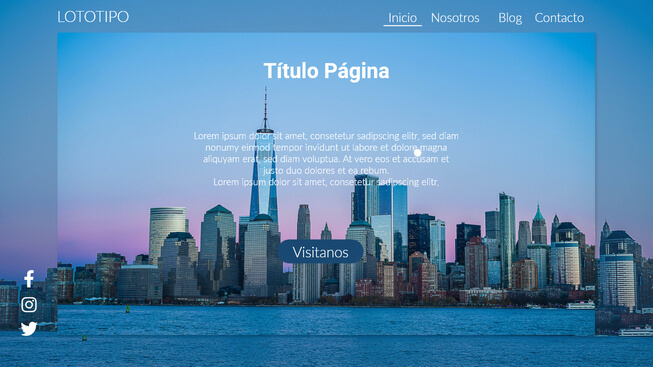 LOTOTIPO
Inicio Nosotros Blog Contacto
Título Página
Lorem ipsum dolor sit amet, consetetur sadipscing elitr, sed diam
nonumy eirmod tempor invidunt ut labore et dolore magna
aliquyam erat, sed diam voluptua. At vero eos et accusam et
justo duo dolores et ea rebum.
Lorem ipsum dolor sit amet, consetetur sadipscing elitr,
Visitanos